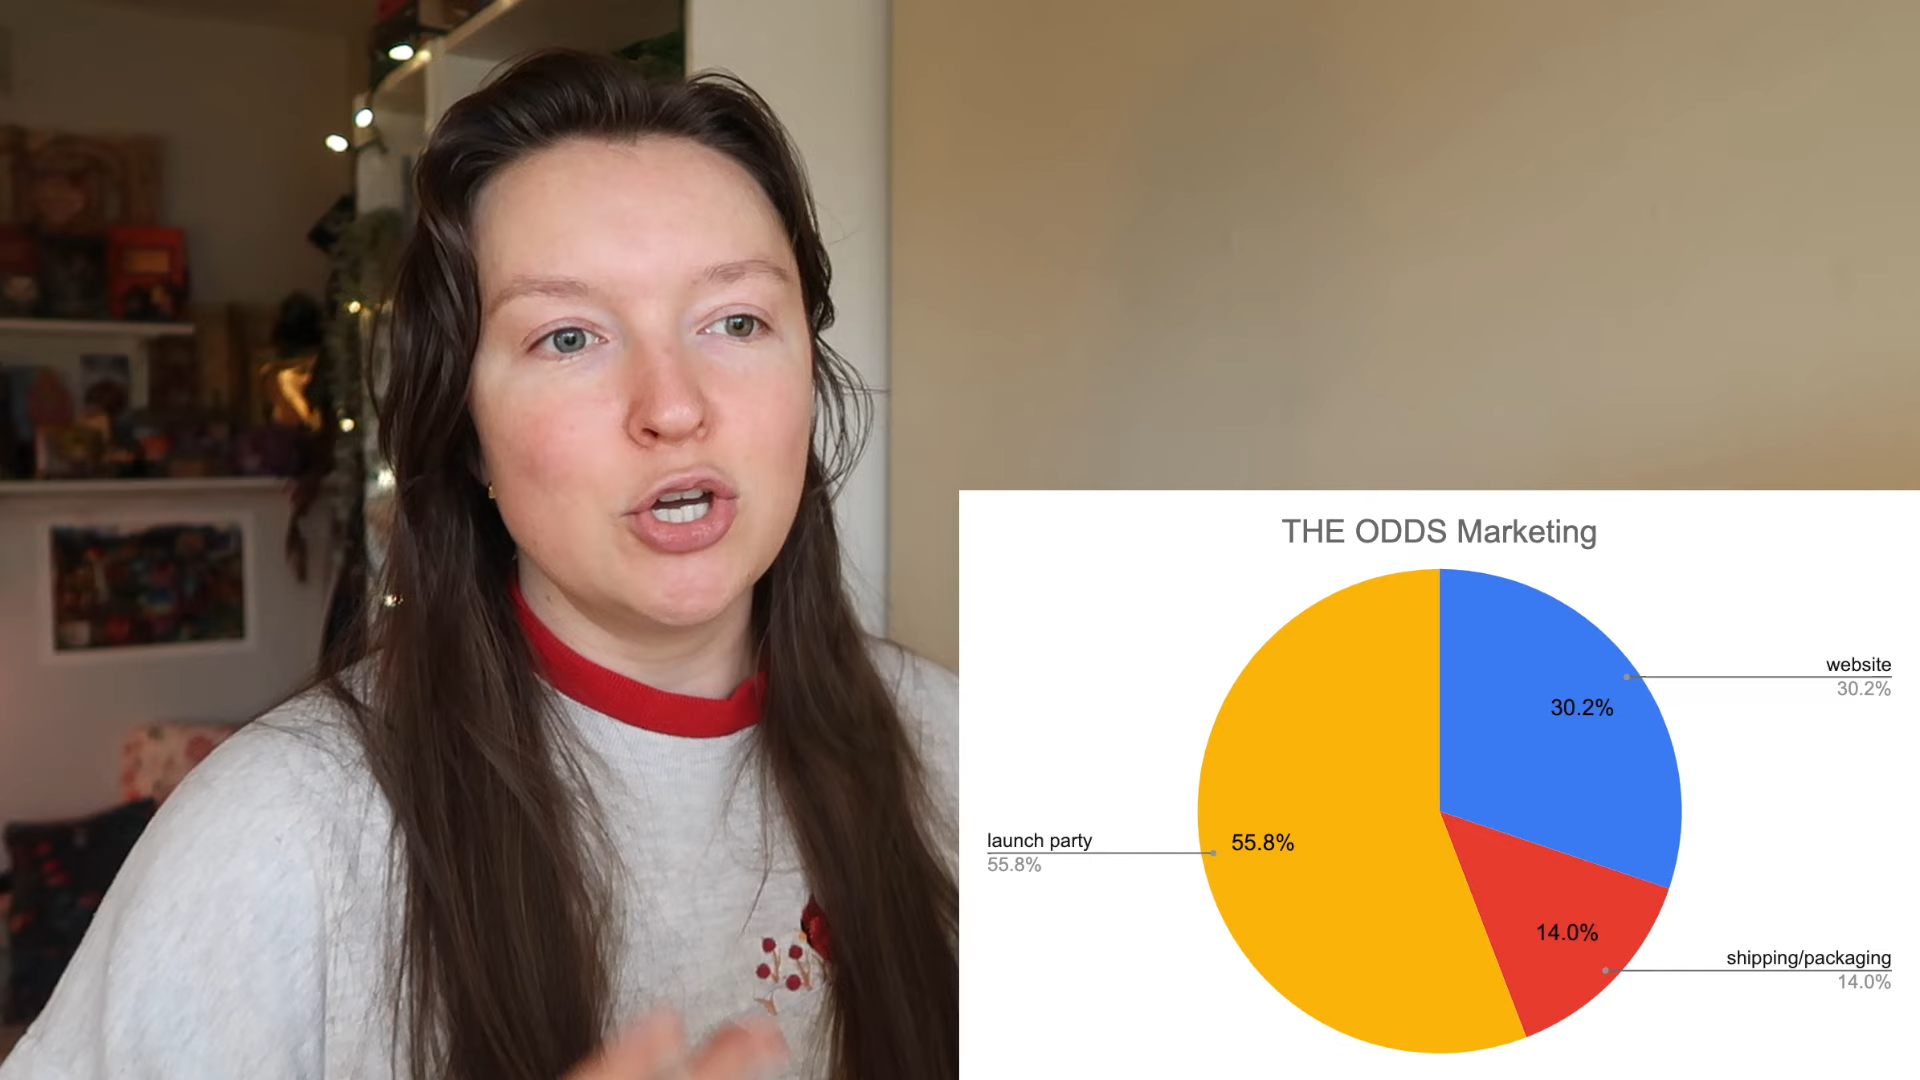 THE ODDS Marketing
website
30.2%
30.2%
launch party
55.8%
55.8%
14.0%
shipping/packaging
14.0%